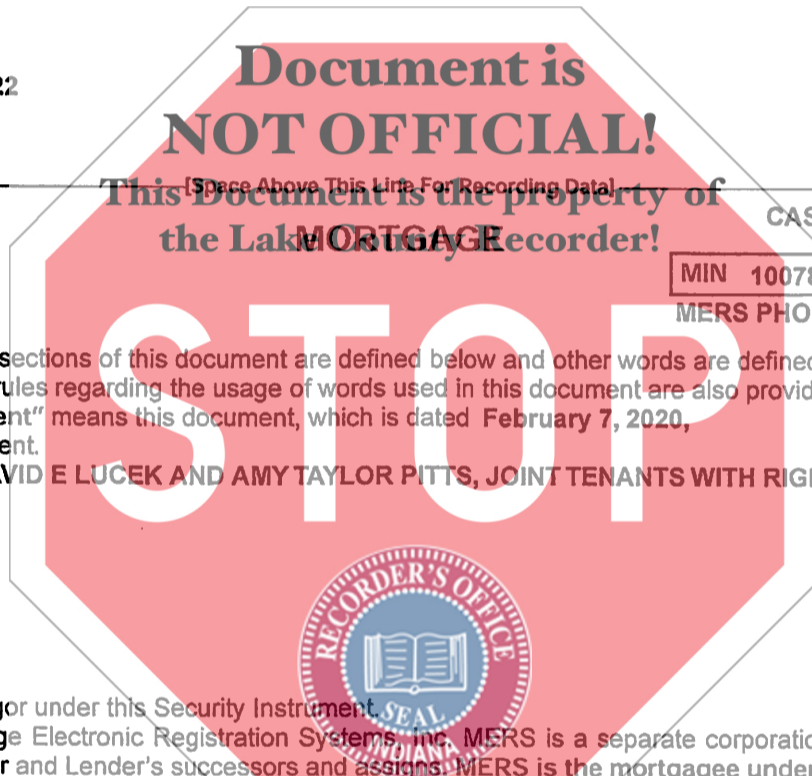 Document is
22
NOT OFFICIAL!
[Space Above This Line For Recording Data]
This Document is the property of
CAS
the Lake County Recorder!
MORTGAGE
MIN 10078
MERS PHO
STOP
sections of this document are defined below and other words are defined
rules regarding the usage of words used in this document are also provid
ent" means this document, which is dated February 7, 2020,
ent.
VID E LUCEK AND AMY TAYLOR PITTS, JOINT TENANTS WITH RIG
RECORDER'S OFFICE
SEAL
INDIANA
gor under this Security Instrument.
ge Electronic Registration Systems, Inc. MERS is a separate corporatio
r and Lender's successors and assigns. MERS is the mortgagee unde